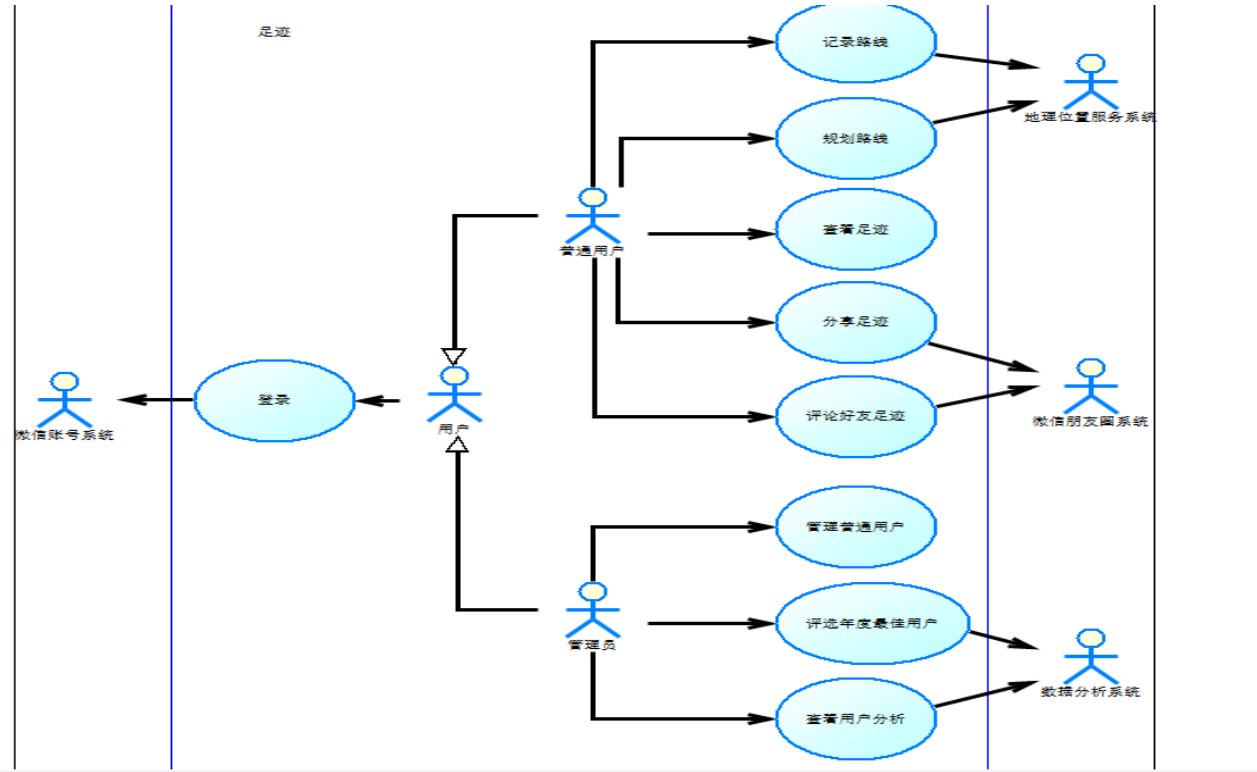 足迹
记录路线
地理位置服务系统
规划路线
查看足迹
普通用户
分享足迹
登录
微信账号系统
用户
评论好友足迹
微信朋友圈系统
管理普通用户
评选年度最佳用户
管理员
数据分析系统
查看用户分析